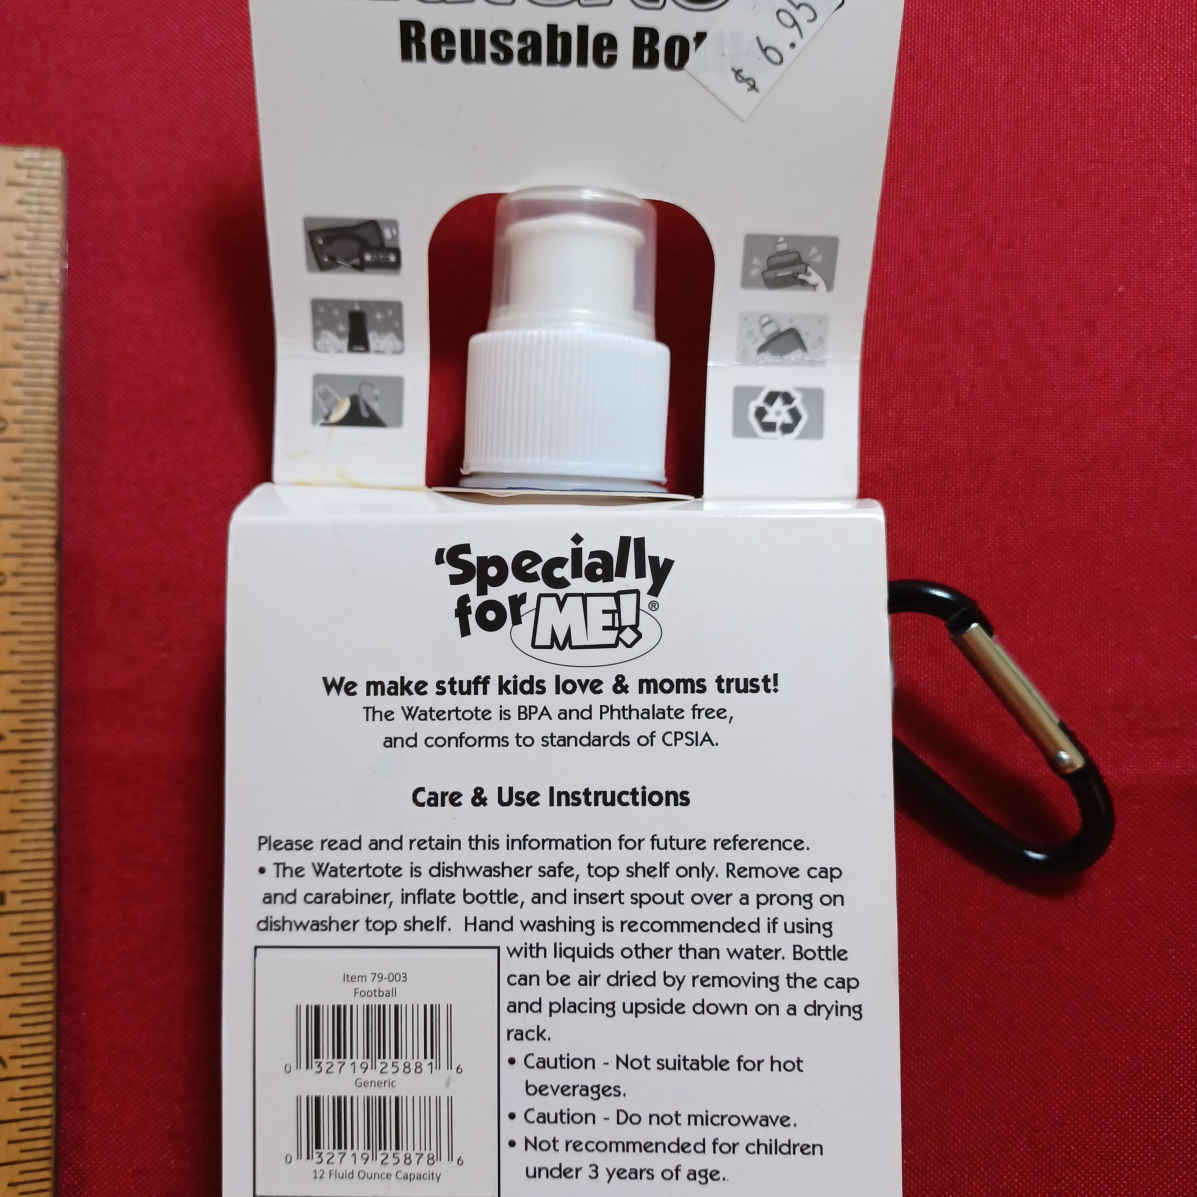 Reusable Bot
$ 6.95
'Specially
for ME!®
We make stuff kids love & moms trust!
The Watertote is BPA and Phthalate free,
and conforms to standards of CPSIA.
Care & Use Instructions
Please read and retain this information for future reference.
• The Watertote is dishwasher safe, top shelf only. Remove cap
and carabiner, inflate bottle, and insert spout over a prong on
dishwasher top shelf. Hand washing is recommended if using
with liquids other than water. Bottle
can be air dried by removing the cap
and placing upside down on a drying
rack.
• Caution - Not suitable for hot
beverages.
• Caution - Do not microwave.
• Not recommended for children
under 3 years of age.
Item 79-003
Football
0 32719 25881 6
Generic
0 32719 25878 6
12 Fluid Ounce Capacity